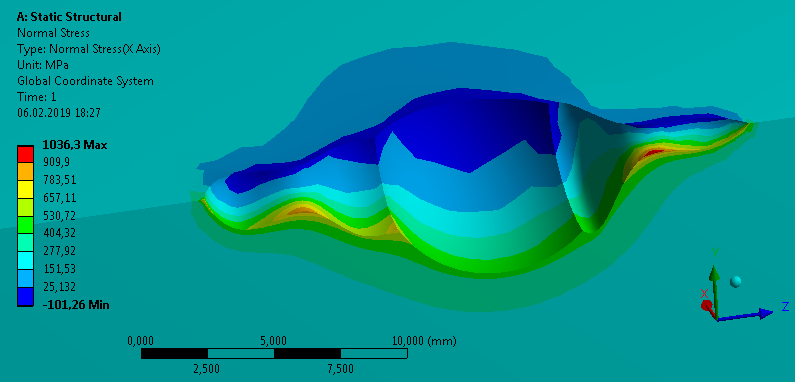 A: Static Structural
Normal Stress
Type: Normal Stress(X Axis)
Unit: MPa
Global Coordinate System
Time: 1
06.02.2019 18:27
1036,3 Max
909,9
783,51
657,11
530,72
404,32
277,92
151,53
25,132
-101,26 Min
0,000 5,000 10,000 (mm)
2,500 7,500
Y
X
Z